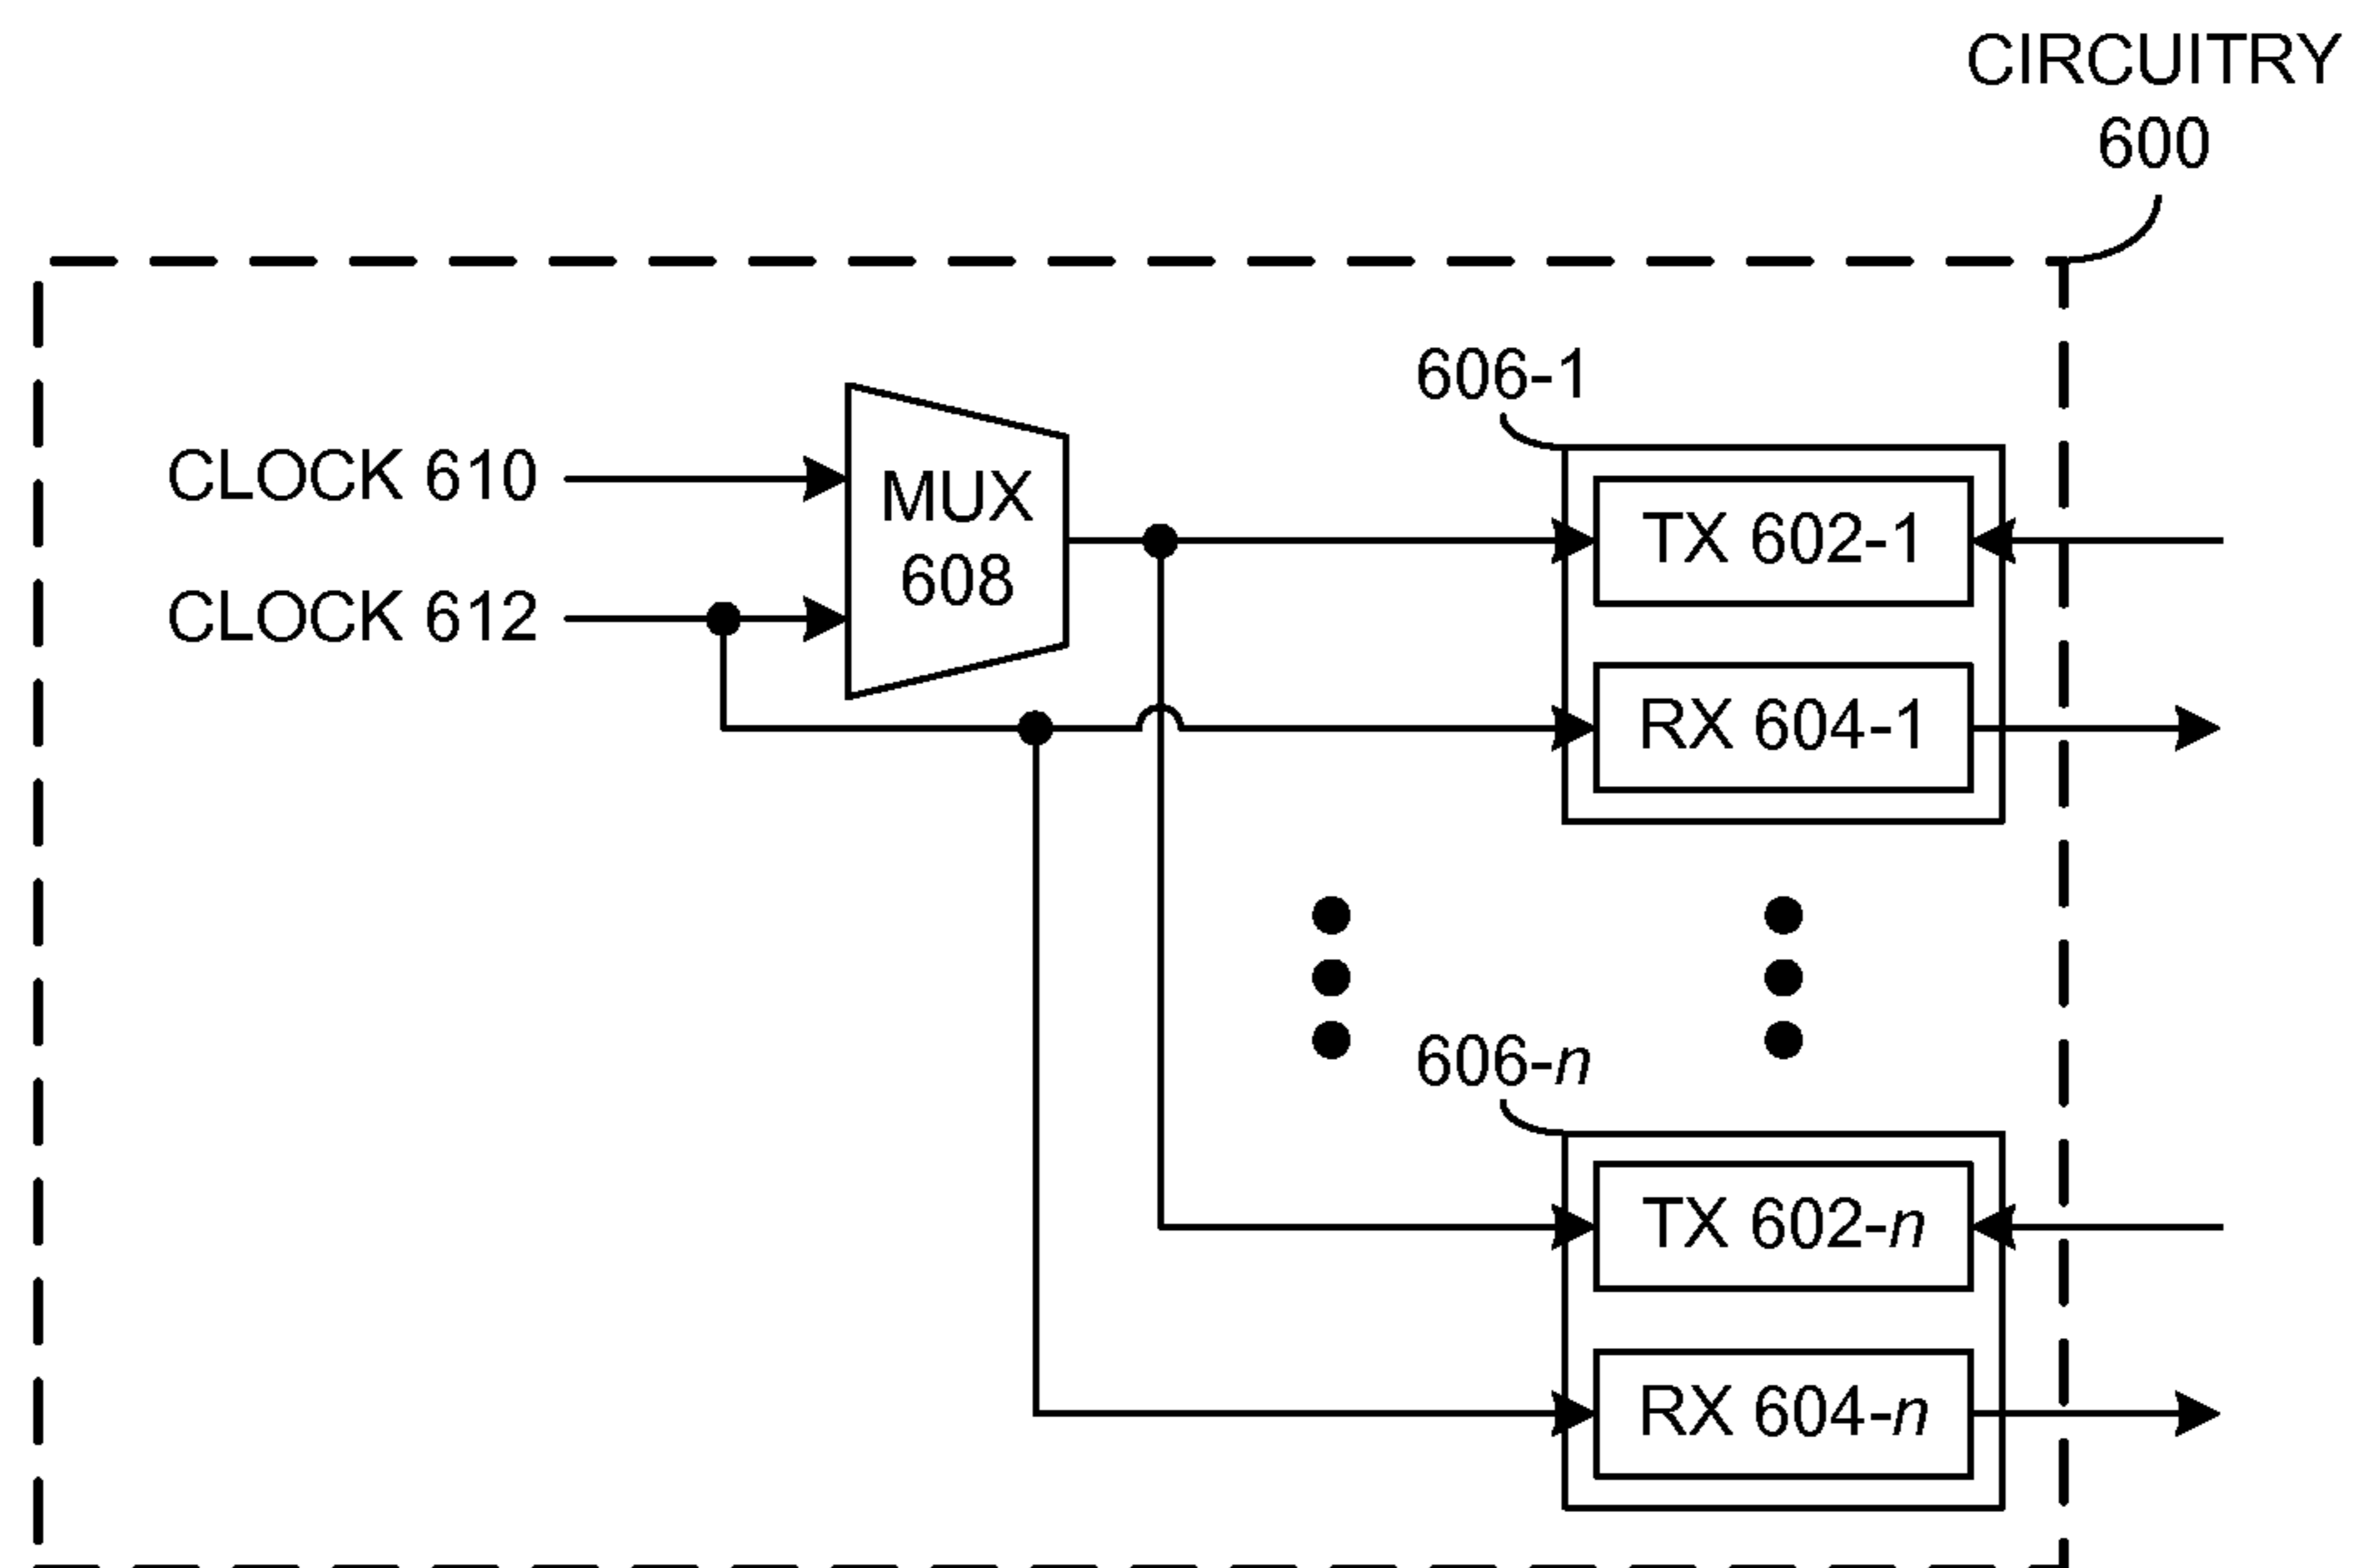 CIRCUITRY
600
606-1
CLOCK 610
MUX
608
TX 602-1
CLOCK 612
RX 604-1
606-n
TX 602-n
RX 604-n